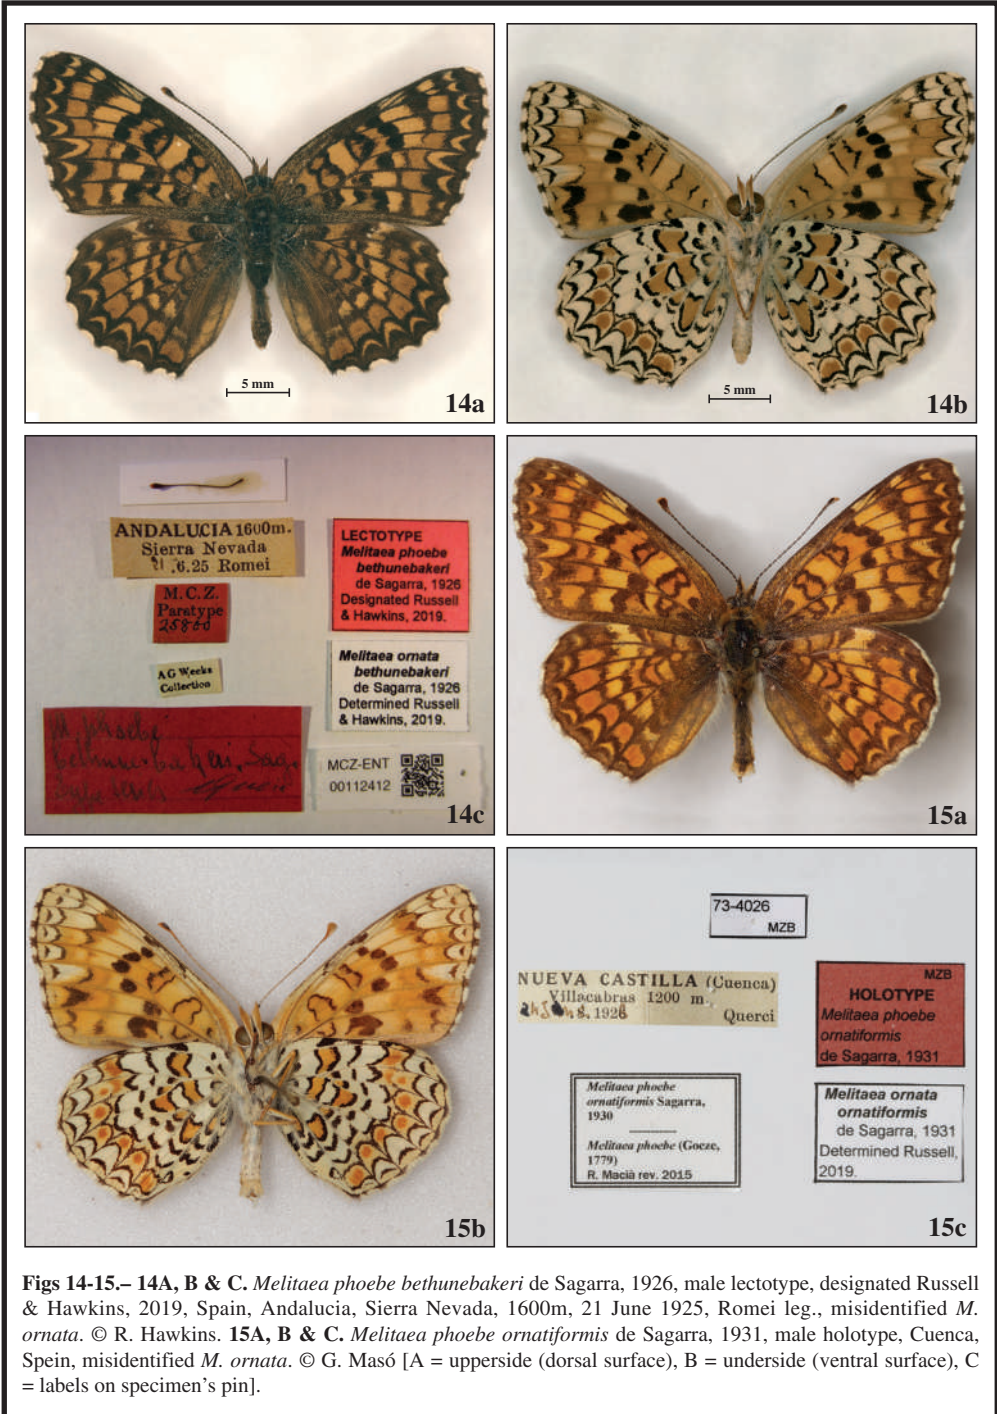 5 mm
14a
5 mm
14b
ANDALUCIA 1600m.
Sierra Nevada
21 .6.25 Romei
M.C.Z.
Paratype
25860
A G Weeks
Collection
M. phoebe
Sag.
LECTOTYPE
Melitaea phoebe
bethunebakeri
de Sagarra, 1926
Designated Russell
& Hawkins, 2019.
Melitaea ornata
bethunebakeri
de Sagarra, 1926
Determined Russell
& Hawkins, 2019.
MCZ-ENT
00112412
14c
15a
15b
73-4026
MZB
NUEVA CASTILLA (Cuenca)
Villacabras 1200 m.
1926
Querci
MZB
HOLOTYPE
Melitaea phoebe
ornatiformis
de Sagarra, 1931
Melitaea phoebe
ornatiformis Sagarra,
1930
Melitaea phoebe (Goeze,
1779)
R. Macià rev. 2015
Melitaea ornata
ornatiformis
de Sagarra, 1931
Determined Russell,
2019.
15c
Figs 14-15.– 14A, B & C. Melitaea phoebe bethunebakeri de Sagarra, 1926, male lectotype, designated Russell
& Hawkins, 2019, Spain, Andalucia, Sierra Nevada, 1600m, 21 June 1925, Romei leg., misidentified M.
ornata. © R. Hawkins. 15A, B & C. Melitaea phoebe ornatiformis de Sagarra, 1931, male holotype, Cuenca,
Spein, misidentified M. ornata. © G. Masó [A = upperside (dorsal surface), B = underside (ventral surface), C
= labels on specimen's pin].